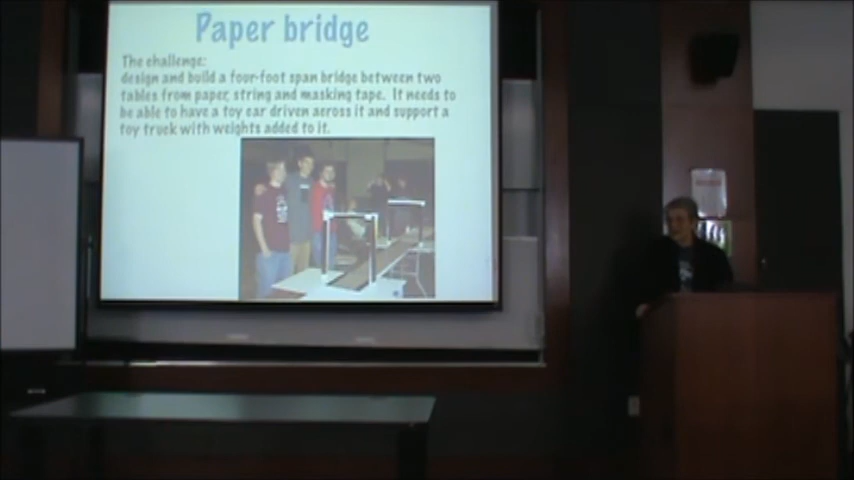 Paper bridge
The challenge:
design and build a four-foot span bridge between two
tables from paper, string and masking tape. It needs to
be able to have a toy car driven across it and support a
toy truck with weights added to it.